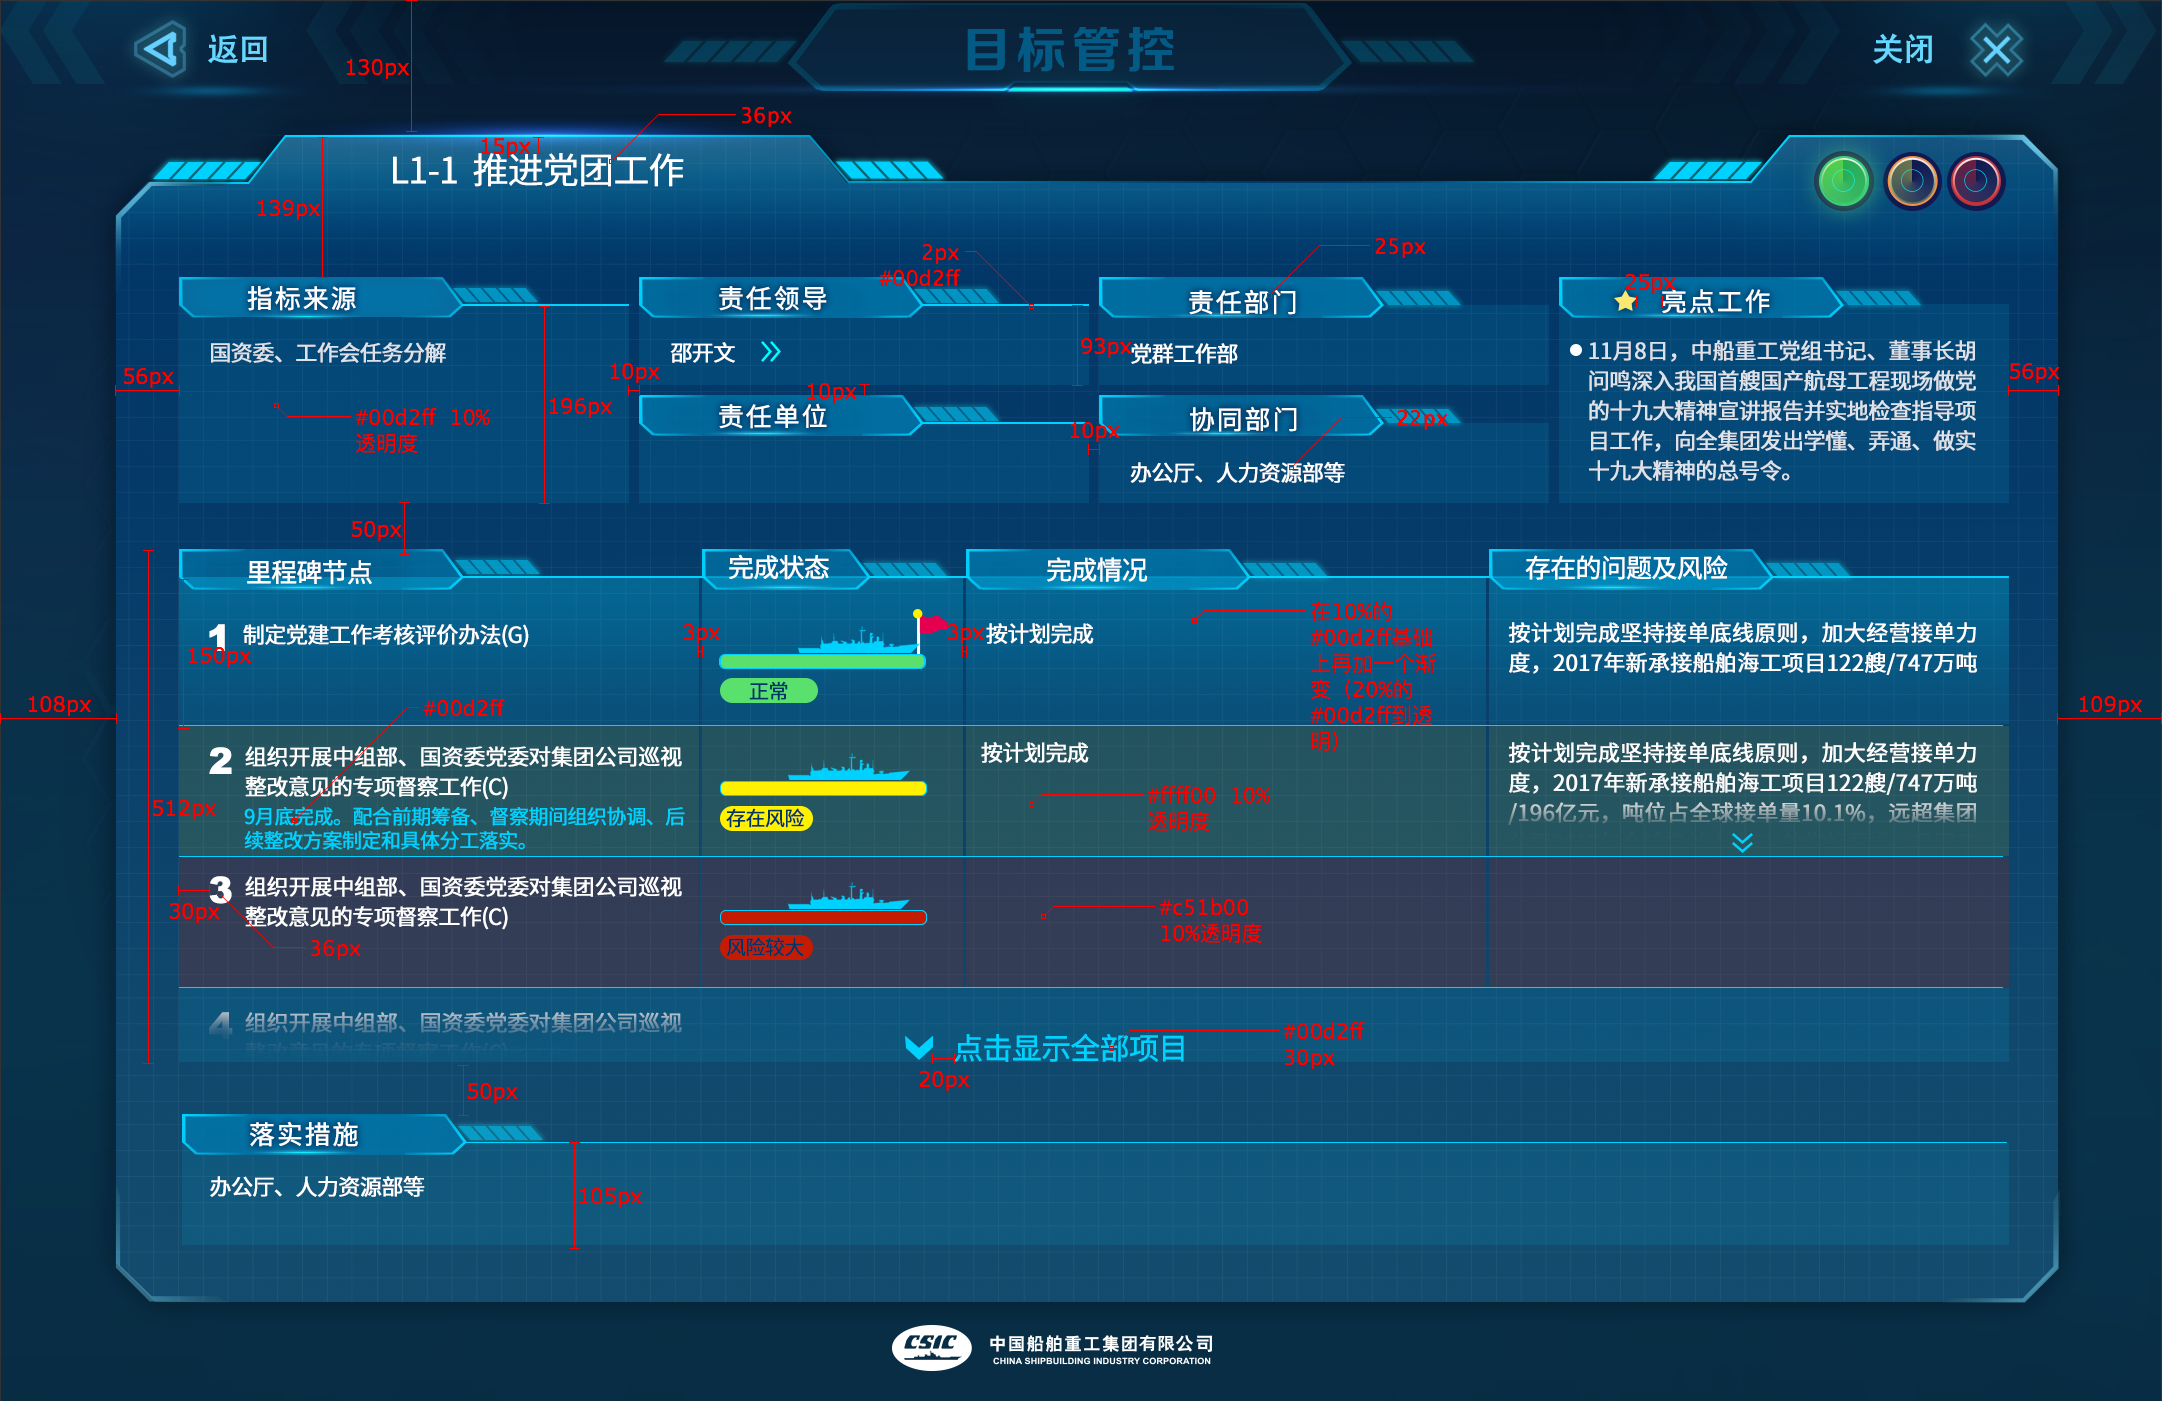 返回
目标管控
关闭
130px
36px
15px
L1-1 推进党团工作
139px
2px
#00d2ff
25px
25px
指标来源
责任领导
责任部门
亮点工作
国资委、工作会任务分解
邵开文
93px
党群工作部
11月8日，中船重工党组书记、董事长胡
问鸣深入我国首艘国产航母工程现场做党
的十九大精神宣讲报告并实地检查指导项
目工作，向全集团发出学懂、弄通、做实
十九大精神的总号令。
56px
10px
10px
56px
#00d2ff 10%
透明度
196px
责任单位
10px
协同部门
22px
办公厅、人力资源部等
50px
里程碑节点
完成状态
完成情况
存在的问题及风险
1
制定党建工作考核评价办法(G)
150px
3px
3px
按计划完成
在10%的
#00d2ff基础
上再加一个渐
变（20%的
#00d2ff到透
明）
按计划完成坚持接单底线原则，加大经营接单力
度，2017年新承接船舶海工项目122艘/747万吨
正常
108px
#00d2ff
109px
2
组织开展中组部、国资委党委对集团公司巡视
整改意见的专项督察工作(C)
9月底完成。配合前期筹备、督察期间组织协调、后
续整改方案制定和具体分工落实。
512px
存在风险
按计划完成
#ffff00 10%
透明度
按计划完成坚持接单底线原则，加大经营接单力
度，2017年新承接船舶海工项目122艘/747万吨
/196亿元，吨位占全球接单量10.1%，远超集团
3
组织开展中组部、国资委党委对集团公司巡视
整改意见的专项督察工作(C)
30px
36px
风险较大
#c51b00
10%透明度
4
组织开展中组部、国资委党委对集团公司巡视
整改意见的专项督察工作(C)
点击显示全部项目
#00d2ff
30px
20px
50px
落实措施
办公厅、人力资源部等
105px
CSIC
中国船舶重工集团有限公司
CHINA SHIPBUILDING INDUSTRY CORPORATION